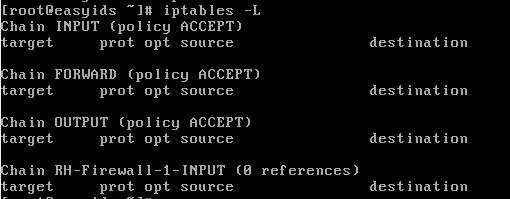 [root@easyids ~]# iptables -L
Chain INPUT (policy ACCEPT)
target     prot opt source               destination
Chain FORWARD (policy ACCEPT)
target     prot opt source               destination
Chain OUTPUT (policy ACCEPT)
target     prot opt source               destination
Chain RH-Firewall-1-INPUT (0 references)
target     prot opt source               destination